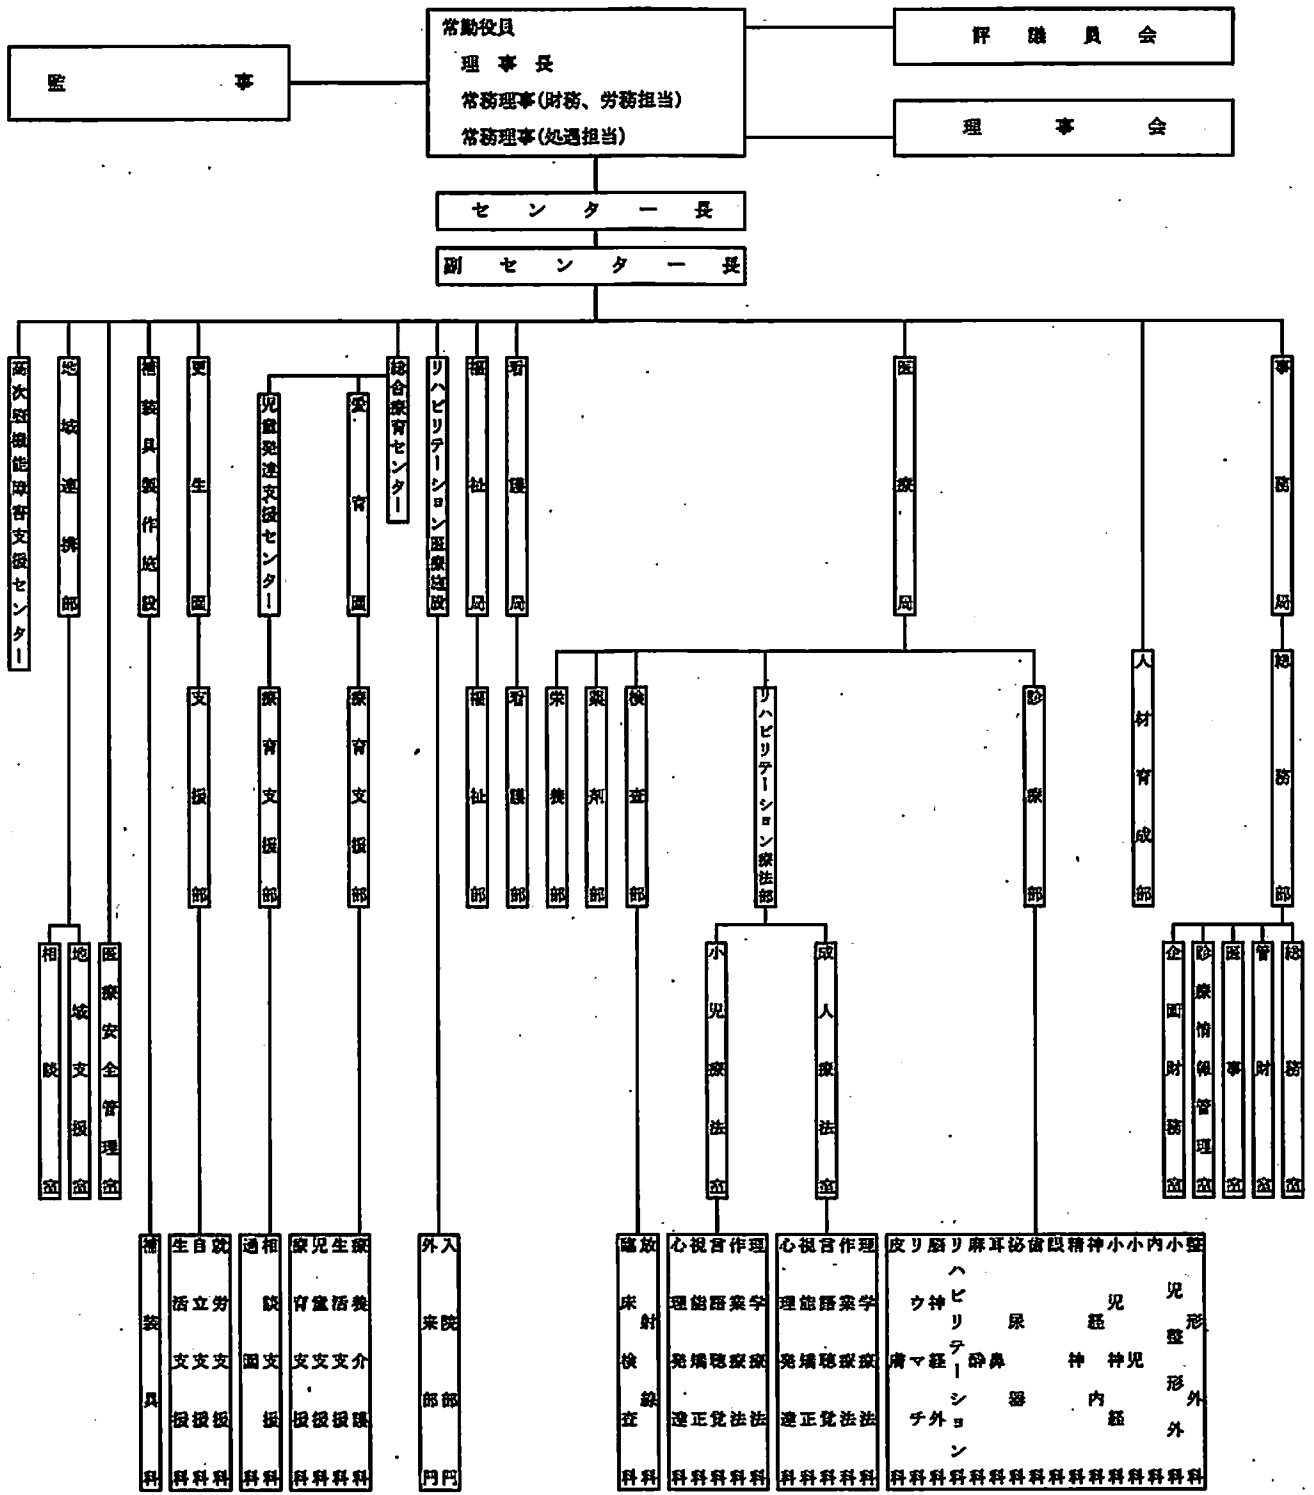 常勤役員
理事長
常務理事(財務、労務担当)
常務理事(処遇担当)
監事
評議員会
理事会
センター長
副センター長
高次脳機能障害支援センター
地域連携部
補装具製作施設
更生園
児童発達支援センター
愛育園
総合療育センター
リハビリテーション医療施設
福祉局
看護局
医療局
事務局
支援部
療育支援部
療育支援部
福祉部
看護部
栄養部
薬剤部
検査部
リハビリテーション療法部
診療部
人材育成部
総務部
相談室
地域支援室
医療安全管理室
小児療法室
成人療法室
企画財務室
診療情報管理室
医事室
管財室
総務室
補装具科
生活支援科
自立支援科
就労支援科
通園科
相談支援科
療育支援科
児童支援科
生活支援科
療養介護科
外来部門
入院部門
臨床検査科
放射線科
心理発達科
視能矯正科
言語聴覚科
作業療法科
理学療法科
心理発達科
視能矯正科
言語聴覚科
作業療法科
理学療法科
皮膚科
リウマチ科
脳神経外科
リハビリテーション科
麻酔科
耳鼻科
泌尿器科
歯科
眼科
精神科
神経内科
小児神経科
小児科
内科
小児整形外科
整形外科